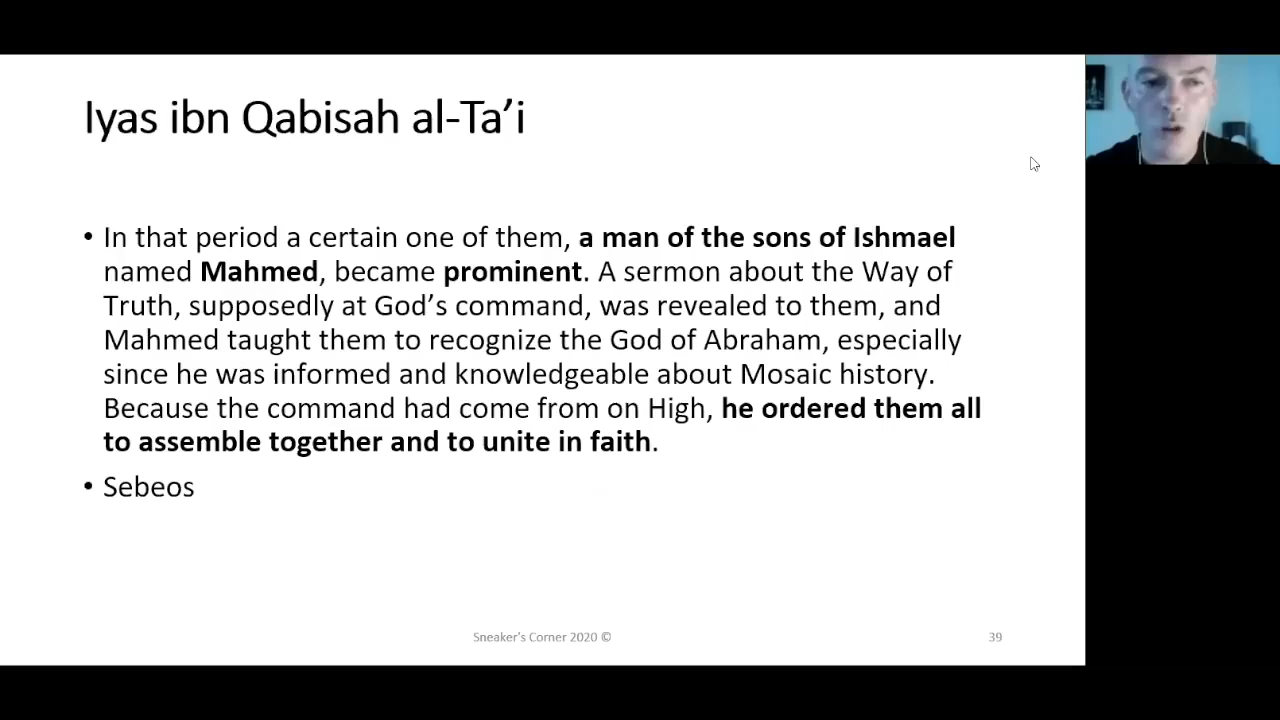 Iyas ibn Qabisah al-Ta’i
• In that period a certain one of them, a man of the sons of Ishmael
named Mahmed, became prominent. A sermon about the Way of
Truth, supposedly at God’s command, was revealed to them, and
Mahmed taught them to recognize the God of Abraham, especially
since he was informed and knowledgeable about Mosaic history.
Because the command had come from on High, he ordered them all
to assemble together and to unite in faith.
• Sebeos
Sneaker’s Corner 2020 ©
39